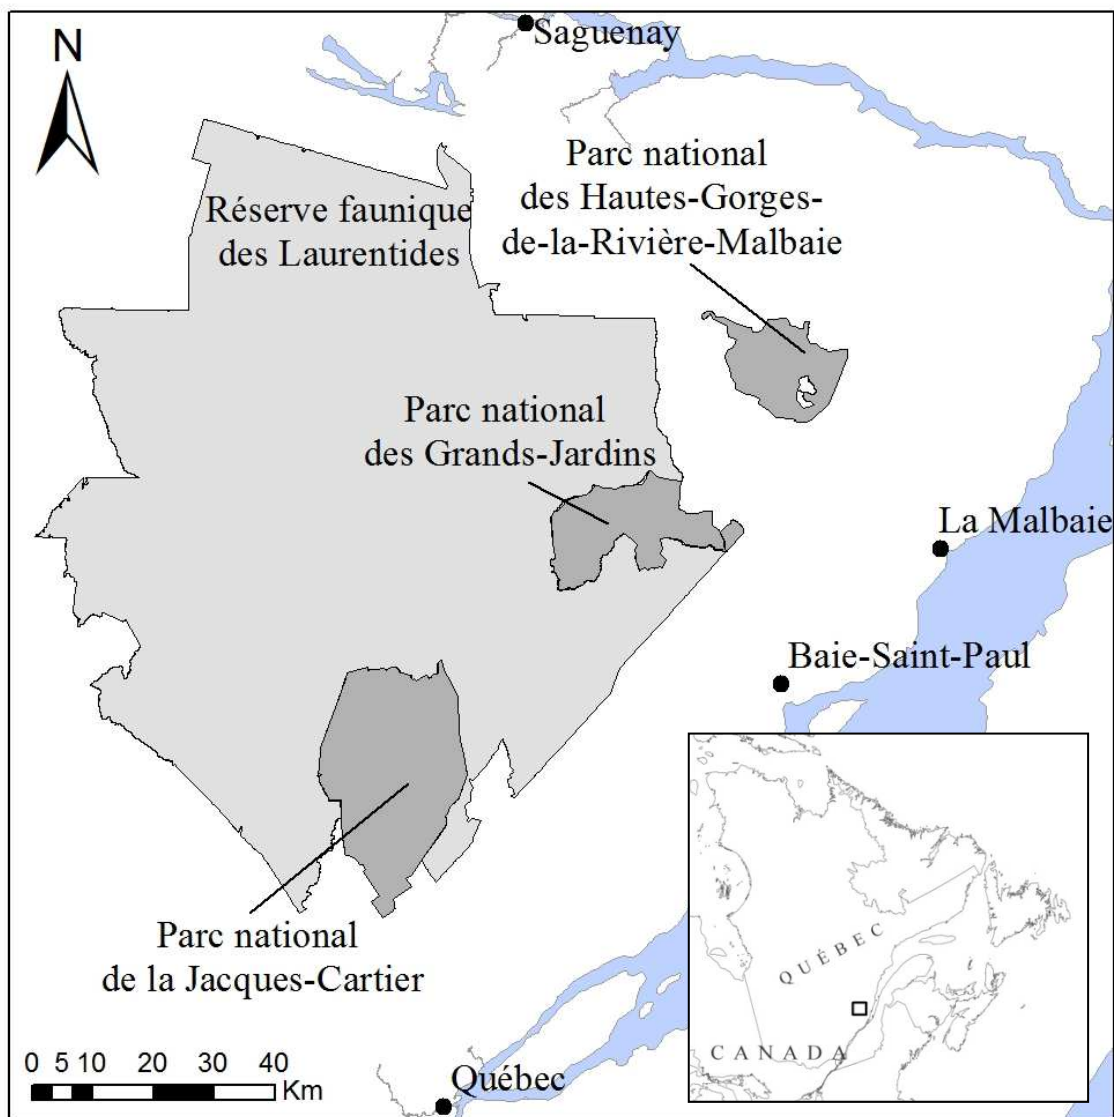 N
Saguenay
Parc national
des Hautes-Gorges-
de-la-Rivière-Malbaie
Réserve faunique
des Laurentides
Parc national
des Grands-Jardins
La Malbaie
Baie-Saint-Paul
Parc national
de la Jacques-Cartier
QUÉBEC
CANADA
0 5 10 20 30 40
Km
Québec